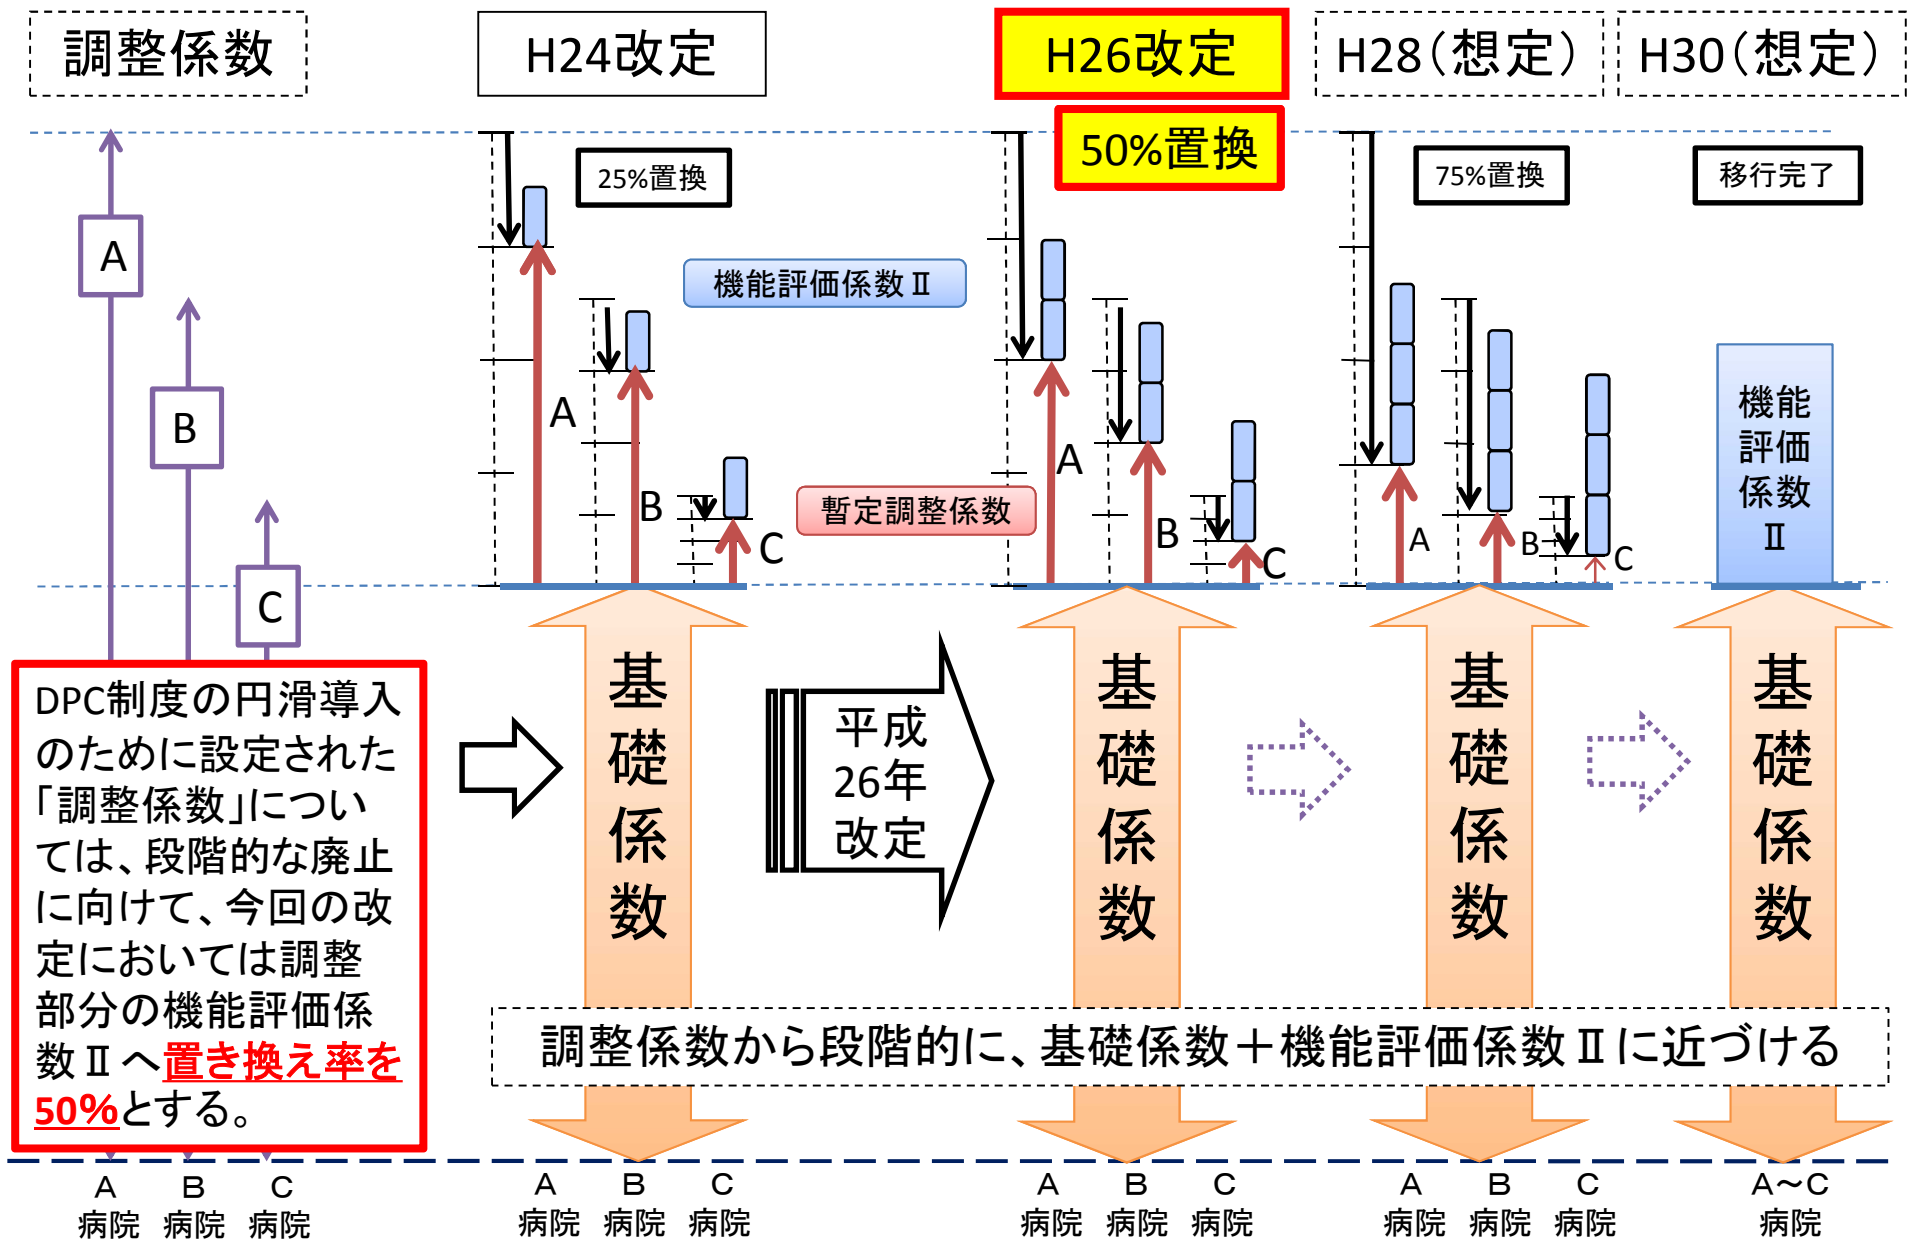 調整係数
H24改定
H26改定
H28(想定)
H30(想定)
25%置換
50%置換
75%置換
移行完了
A
B
C
機能評価係数Ⅱ
暫定調整係数
A
B
C
A
B
C
A
B
C
機能
評価
係数
Ⅱ
DPC制度の円滑導入
のために設定された
「調整係数」につい
ては、段階的な廃止
に向けて、今回の改
定においては調整
部分の機能評価係
数Ⅱへ置き換え率を
50%とする。
基礎係数
平成
26年
改定
基礎係数
基礎係数
基礎係数
調整係数から段階的に、基礎係数+機能評価係数Ⅱに近づける
A B C
病院 病院 病院
A B C
病院 病院 病院
A B C
病院 病院 病院
A B C
病院 病院 病院
A〜C
病院